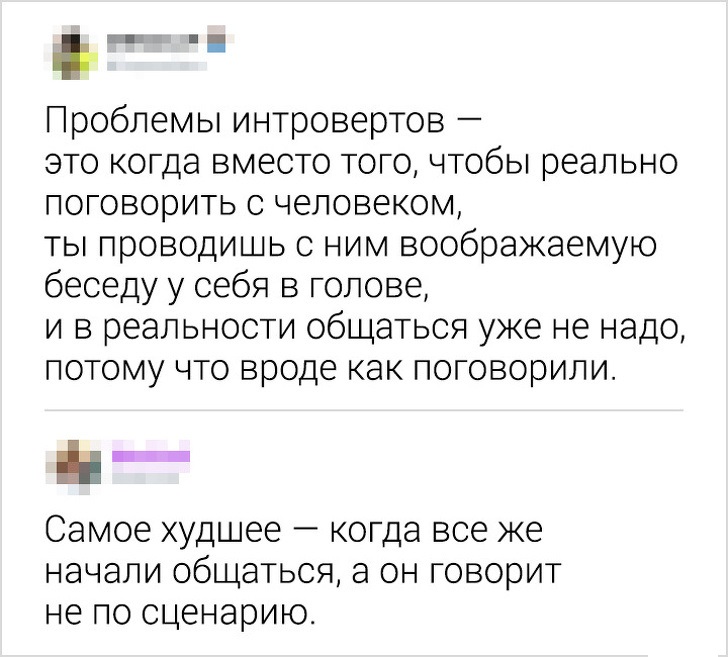 Проблемы интровертов —
это когда вместо того, чтобы реально
поговорить с человеком,
ты проводишь с ним воображаемую
беседу у себя в голове,
и в реальности общаться уже не надо,
потому что вроде как поговорили.
Самое худшее — когда все же
начали общаться, а он говорит
не по сценарию.